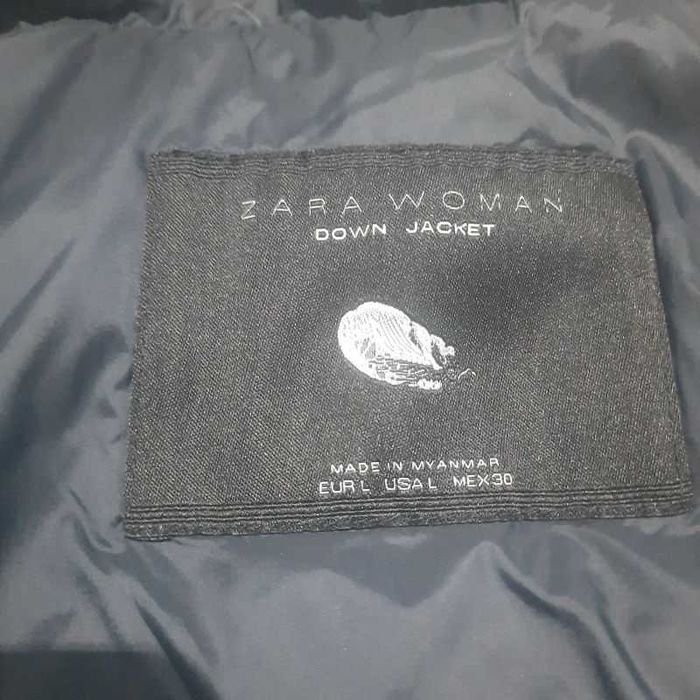 ZARA WOMAN
DOWN JACKET
MADE IN MYANMAR
EUR L USA L MEX 30